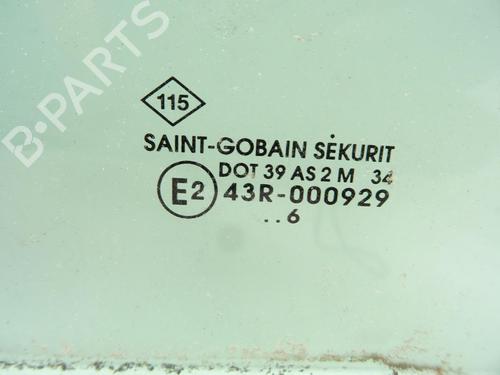 115
SAINT-GOBAIN SEKURIT
DOT 39 AS 2 M 34
E2 43R-000929
..6
B-PARTS